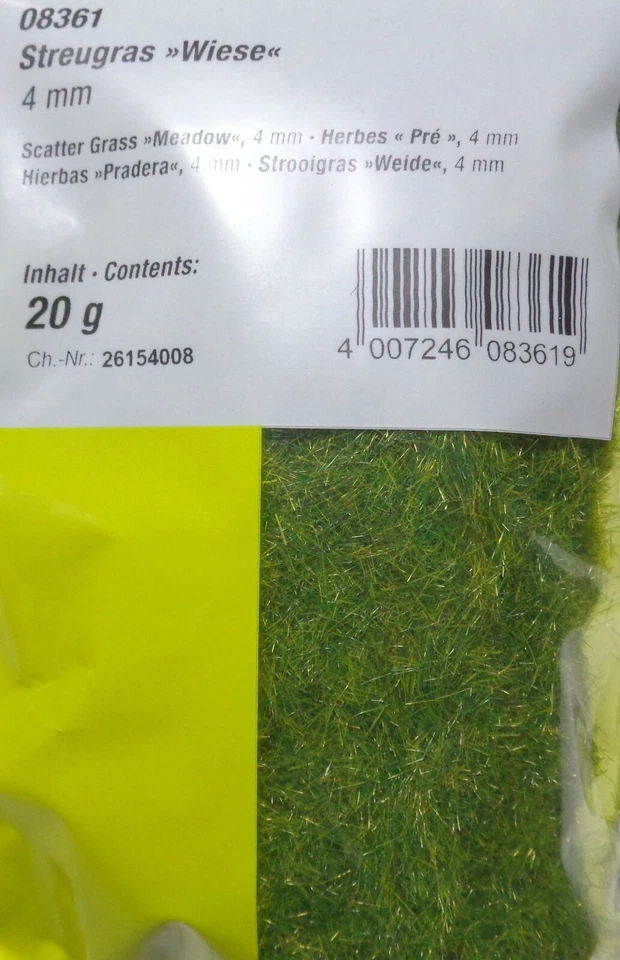 08361
Streugras »Wiese«
4 mm
Scatter Grass »Meadow«, 4 mm · Herbes « Pré », 4 mm
Hierbas »Pradera«, 4 mm · Strooigras »Weide«, 4 mm
Inhalt · Contents:
20 g
Ch.-Nr.: 26154008
4 007246 083619